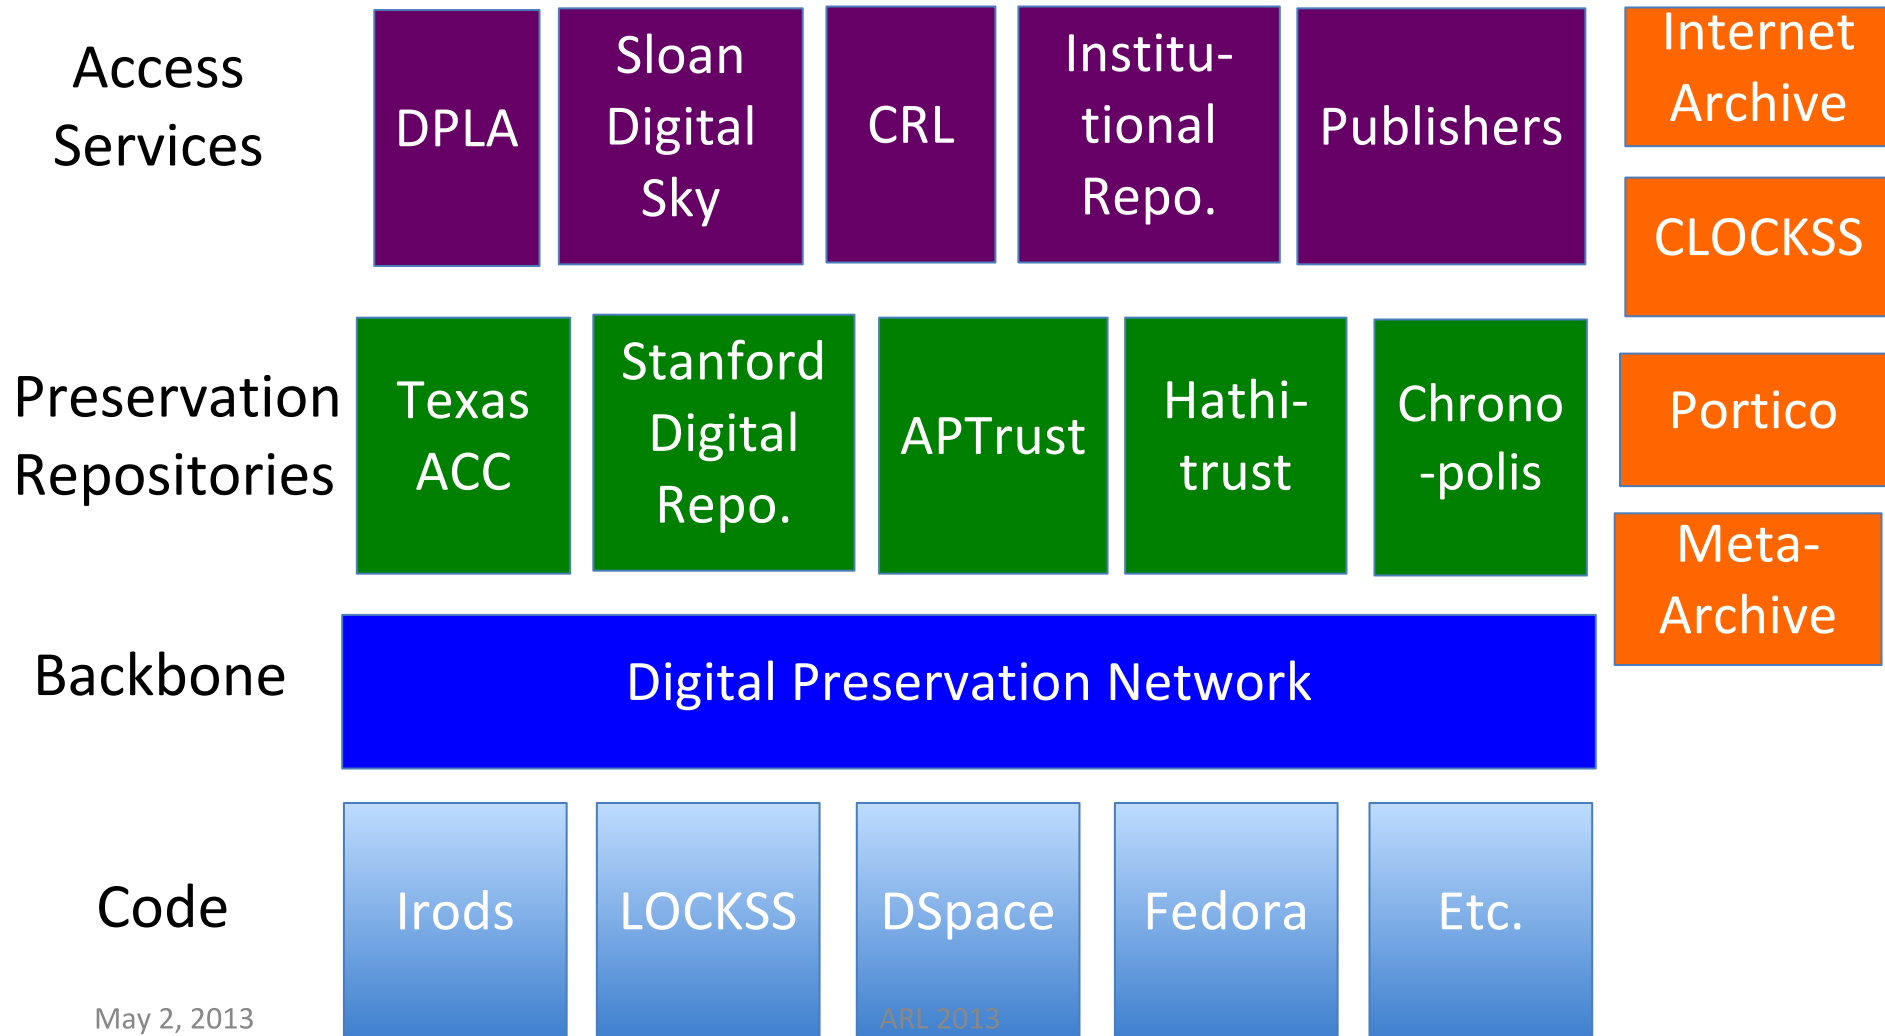 Access
Services
DPLA
Sloan
Digital
Sky
CRL
Institu-
tional
Repo.
Publishers
Internet
Archive
CLOCKSS
Preservation
Repositories
Texas
ACC
Stanford
Digital
Repo.
APTrust
Hathi-
trust
Chrono
-polis
Portico
Meta-
Archive
Backbone
Digital Preservation Network
Code
Irods
LOCKSS
DSpace
Fedora
Etc.
May 2, 2013
ARL 2013